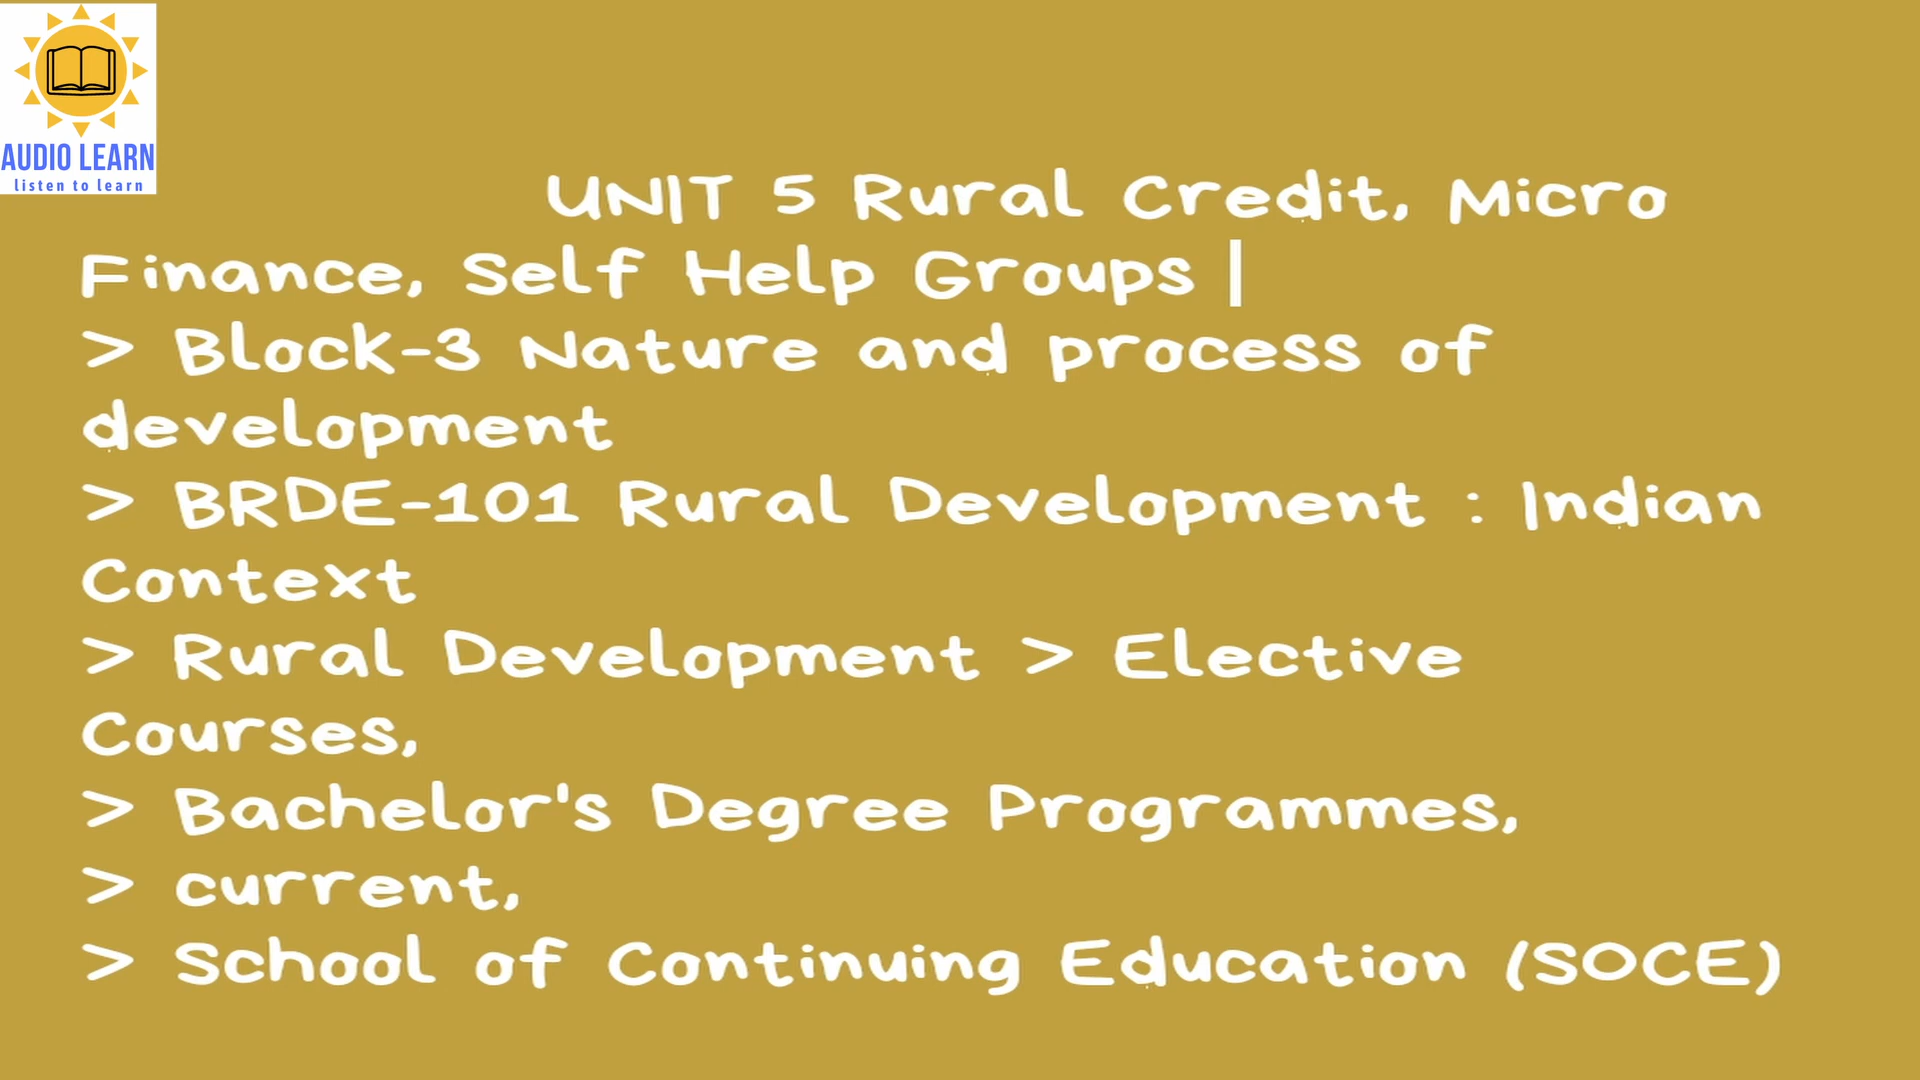 AUDIO LEARN
listen to learn
UNIT 5 Rural Credit, Micro
Finance, Self Help Groups |
> Block-3 Nature and process of
development
> BRDE-101 Rural Development : Indian
Context
> Rural Development > Elective
Courses,
> Bachelor's Degree Programmes,
> current,
> School of Continuing Education (SOCE)